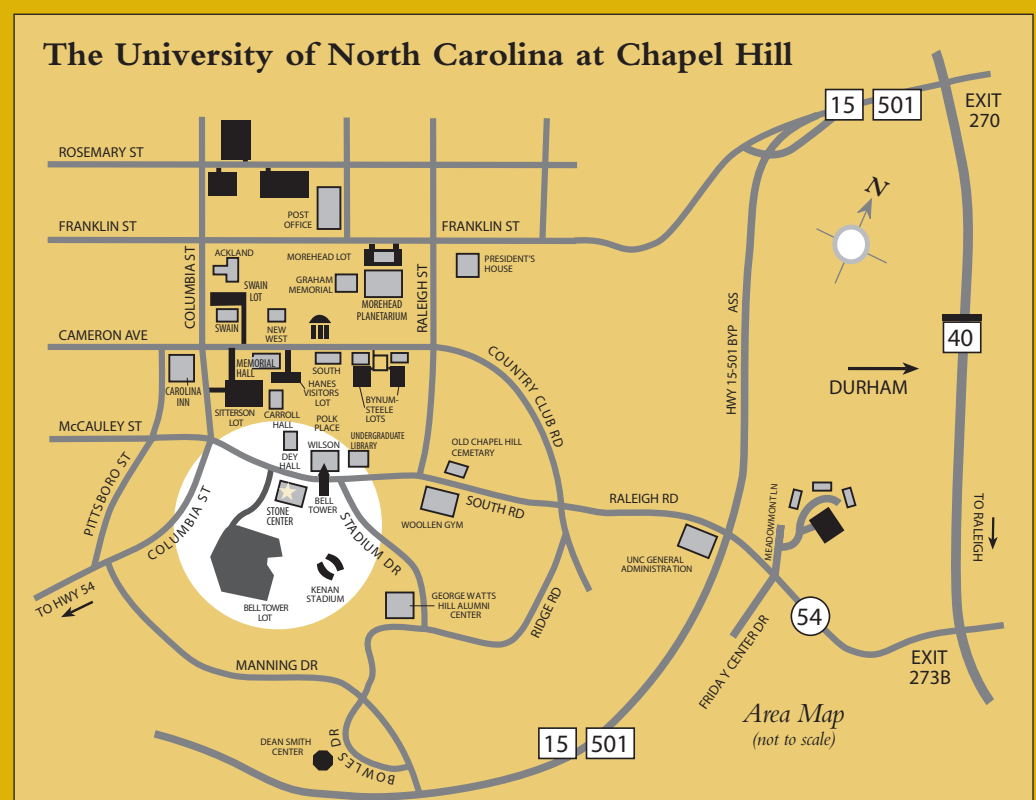 The University of North Carolina at Chapel Hill
15
501
EXIT
270
N
ROSEMARY ST
POST
OFFICE
FRANKLIN ST
FRANKLIN ST
COLUMBIA ST
ACKLAND
MOREHEAD LOT
PRESIDENT'S
HOUSE
SWAIN
LOT
GRAHAM
MEMORIAL
MOREHEAD
PLANETARIUM
RALEIGH ST
SWAIN
NEW
WEST
HWY 15-501 BYP ASS
40
CAMERON AVE
COUNTRY CLUB RD
DURHAM
MEMORIAL
HALL
SOUTH
CAROLINA
INN
HANES
VISITORS
LOT
BYNUM-
STEELE
LOTS
SITTERSON
LOT
CARROLL
HALL
POLK
PLACE
McCAULEY ST
UNDERGRADUATE
LIBRARY
WILSON
DEY
HALL
OLD CHAPEL HILL
CEMETARY
PITTSBORO ST
COLUMBIA ST
STONE
CENTER
BELL
TOWER
STADIUM DR
WOOLLEN GYM
SOUTH RD
RALEIGH RD
MEADOWMONT LN
TO RALEIGH
UNC GENERAL
ADMINISTRATION
KENAN
STADIUM
BELL TOWER
LOT
GEORGE WATTS
HILL ALUMNI
CENTER
TO HWY 54
RIDGE RD
54
FRIDA Y CENTER DR
EXIT
273B
MANNING DR
Area Map
(not to scale)
DEAN SMITH
CENTER
BOWLES DR
15
501